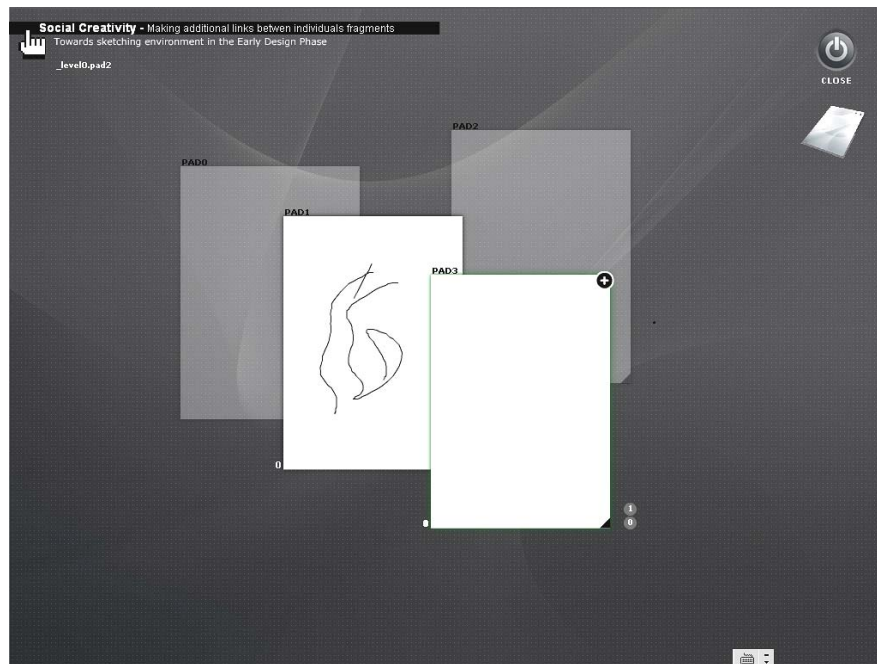 Social Creativity - Making additional links betwen individuals fragments
Towards sketching environment in the Early Design Phase
_level0.pad2
CLOSE
PAD2
PAD0
PAD1
PAD3
0
1
0